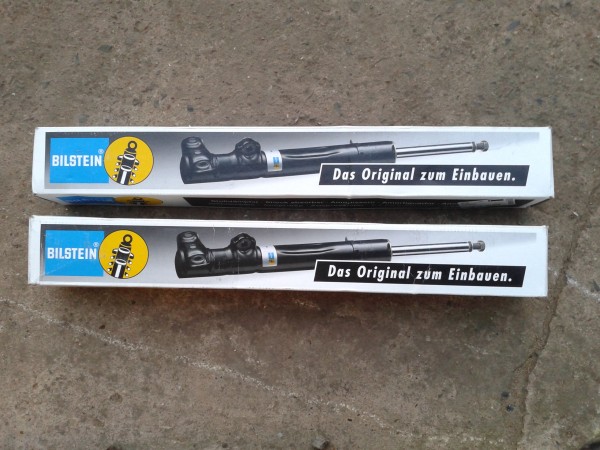 BILSTEIN®
Das Original zum Einbauen.
BILSTEIN®
Das Original zum Einbauen.